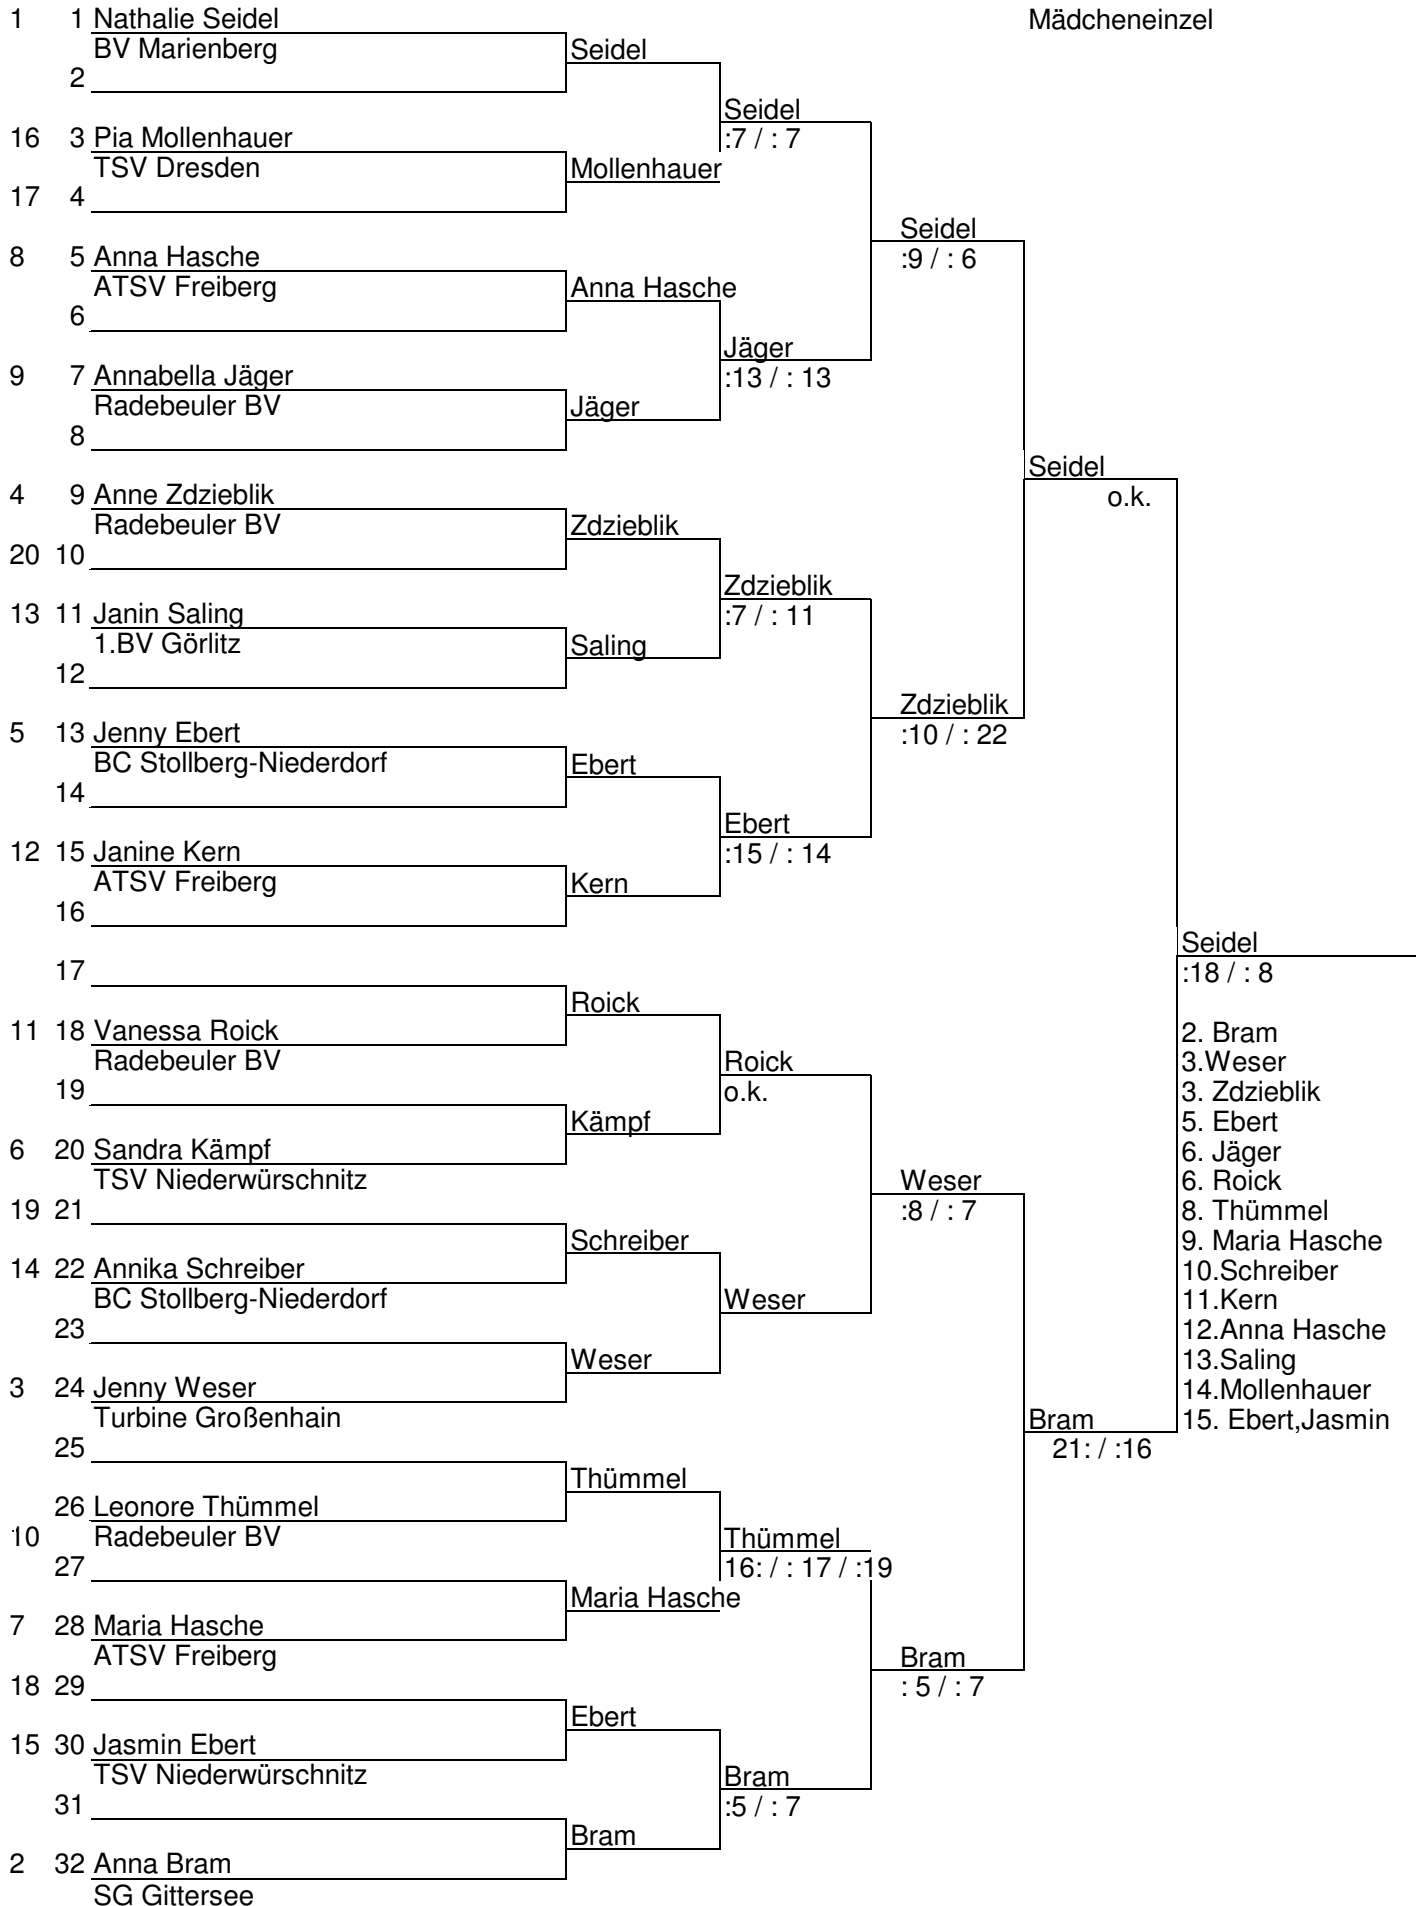 Mädcheneinzel
1 1 Nathalie Seidel
BV Marienberg
Seidel
2
Seidel
:7 / : 7
16 3 Pia Mollenhauer
TSV Dresden
Mollenhauer
17 4
Seidel
:9 / : 6
8 5 Anna Hasche
ATSV Freiberg
Anna Hasche
6
Jäger
:13 / : 13
9 7 Annabella Jäger
Radebeuler BV
Jäger
8
Seidel
o.k.
4 9 Anne Zdzieblik
Radebeuler BV
Zdzieblik
20 10
Zdzieblik
:7 / : 11
13 11 Janin Saling
1.BV Görlitz
Saling
12
Zdzieblik
:10 / : 22
5 13 Jenny Ebert
BC Stollberg-Niederdorf
Ebert
14
Ebert
:15 / : 14
12 15 Janine Kern
ATSV Freiberg
Kern
16
Seidel
:18 / : 8
17
Roick
11 18 Vanessa Roick
Radebeuler BV
Roick
o.k.
19
Kämpf
6 20 Sandra Kämpf
TSV Niederwürschnitz
Weser
:8 / : 7
19 21
Schreiber
14 22 Annika Schreiber
BC Stollberg-Niederdorf
Weser
23
Weser
3 24 Jenny Weser
Turbine Großenhain
Bram
21: / :16
25
Thümmel
26 Leonore Thümmel
10 Radebeuler BV
Thümmel
16: / : 17 / :19
27
Maria Hasche
7 28 Maria Hasche
ATSV Freiberg
Bram
: 5 / : 7
18 29
Ebert
15 30 Jasmin Ebert
TSV Niederwürschnitz
Bram
:5 / : 7
31
Bram
2 32 Anna Bram
SG Gittersee
2. Bram
3.Weser
3. Zdzieblik
5. Ebert
6. Jäger
6. Roick
8. Thümmel
9. Maria Hasche
10.Schreiber
11.Kern
12.Anna Hasche
13.Saling
14.Mollenhauer
15. Ebert,Jasmin